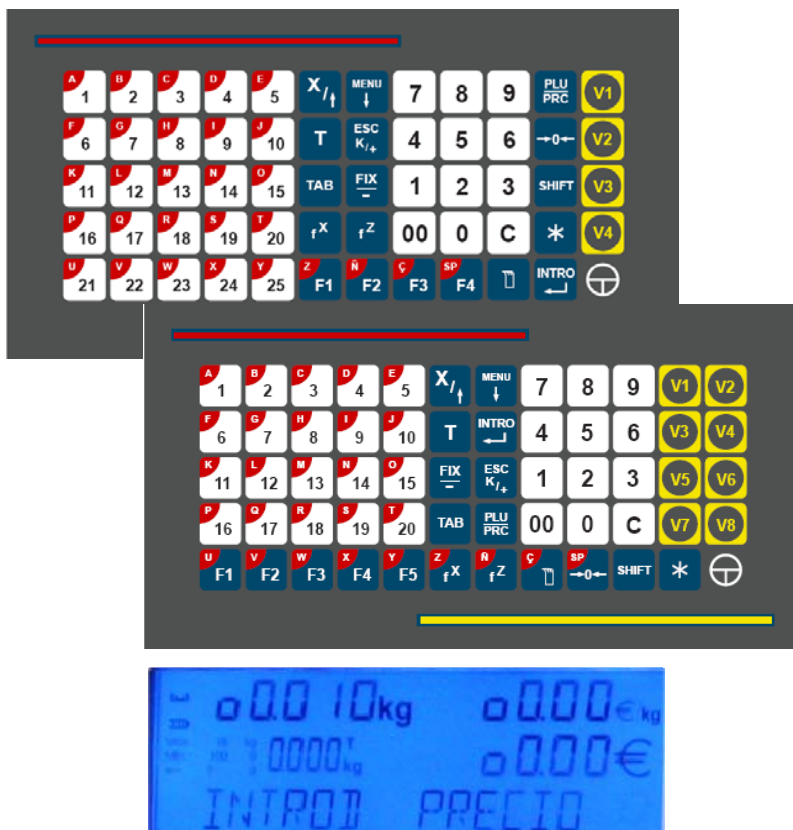 A 1 B 2 C 3 D 4 E 5 X/↑ MENU ↓ 7 8 9 PLU PRC V1
F 6 G 7 H 8 I 9 J 10 T ESC K/+ 4 5 6 →0← V2
K 11 L 12 M 13 N 14 O 15 TAB FIX − 1 2 3 SHIFT V3
P 16 Q 17 R 18 S 19 T 20 fX fZ 00 0 C * V4
U 21 V 22 W 23 X 24 Y 25 Z F1 Ñ F2 Ç F3 SP F4 INTRO
A 1 B 2 C 3 D 4 E 5 X/↑ MENU ↓ 7 8 9 V1 V2
F 6 G 7 H 8 I 9 J 10 T INTRO 4 5 6 V3 V4
K 11 L 12 M 13 N 14 O 15 FIX − ESC K/+ 1 2 3 V5 V6
P 16 Q 17 R 18 S 19 T 20 TAB PLU PRC 00 0 C V7 V8
U F1 V F2 W F3 X F4 Y F5 Z fX Ñ fZ Ç SP →0← SHIFT *
0.010kg 0.00€kg
0.000kg T 0.00€
INTROD PRECIO